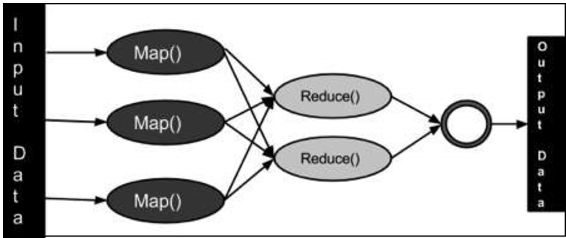 Input Data
Map()
Map()
Map()
Reduce()
Reduce()
Output Data